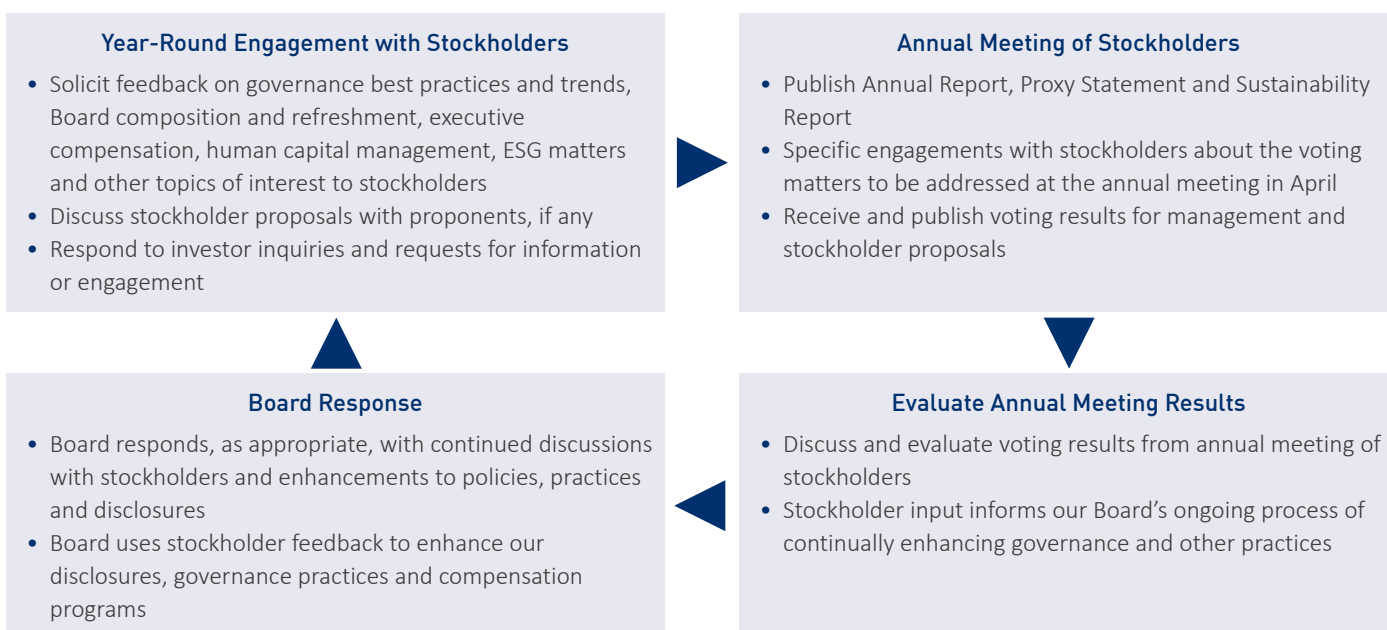 Year-Round Engagement with Stockholders
• Solicit feedback on governance best practices and trends,
Board composition and refreshment, executive
compensation, human capital management, ESG matters
and other topics of interest to stockholders
• Discuss stockholder proposals with proponents, if any
• Respond to investor inquiries and requests for information
or engagement
Annual Meeting of Stockholders
• Publish Annual Report, Proxy Statement and Sustainability
Report
• Specific engagements with stockholders about the voting
matters to be addressed at the annual meeting in April
• Receive and publish voting results for management and
stockholder proposals
Board Response
• Board responds, as appropriate, with continued discussions
with stockholders and enhancements to policies, practices
and disclosures
• Board uses stockholder feedback to enhance our
disclosures, governance practices and compensation
programs
Evaluate Annual Meeting Results
• Discuss and evaluate voting results from annual meeting of
stockholders
• Stockholder input informs our Board’s ongoing process of
continually enhancing governance and other practices